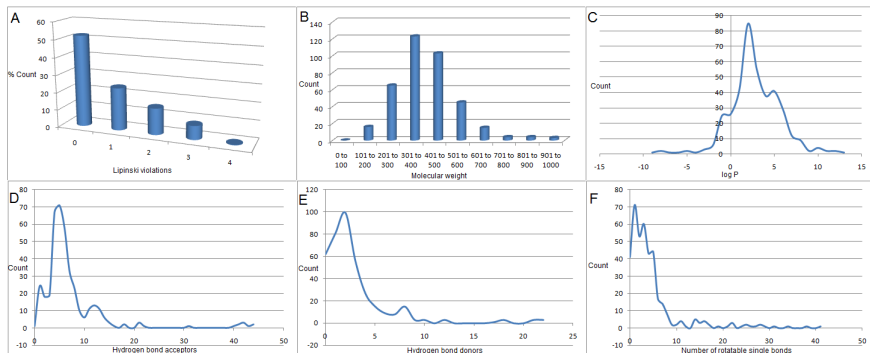 A
60
50
40
30
20
10
0
% Count
0 1 2 3 4
Lipinski violations
B
140
120
100
80
60
40
20
0
Count
0 to 100 101 to 200 201 to 300 301 to 400 401 to 500 501 to 600 601 to 700 701 to 800 801 to 900 901 to 1000
Molecular weight
C
90
80
70
60
50
40
30
20
10
0
Count
-15 -10 -5 0 5 10 15
log P
D
80
70
60
50
40
30
20
10
0
-10
Count
0 10 20 30 40 50
Hydrogen bond acceptors
E
120
100
80
60
40
20
0
-20
Count
0 5 10 15 20 25
Hydrogen bond donors
F
80
70
60
50
40
30
20
10
0
-10
Count
0 10 20 30 40 50
Number of rotatable single bonds